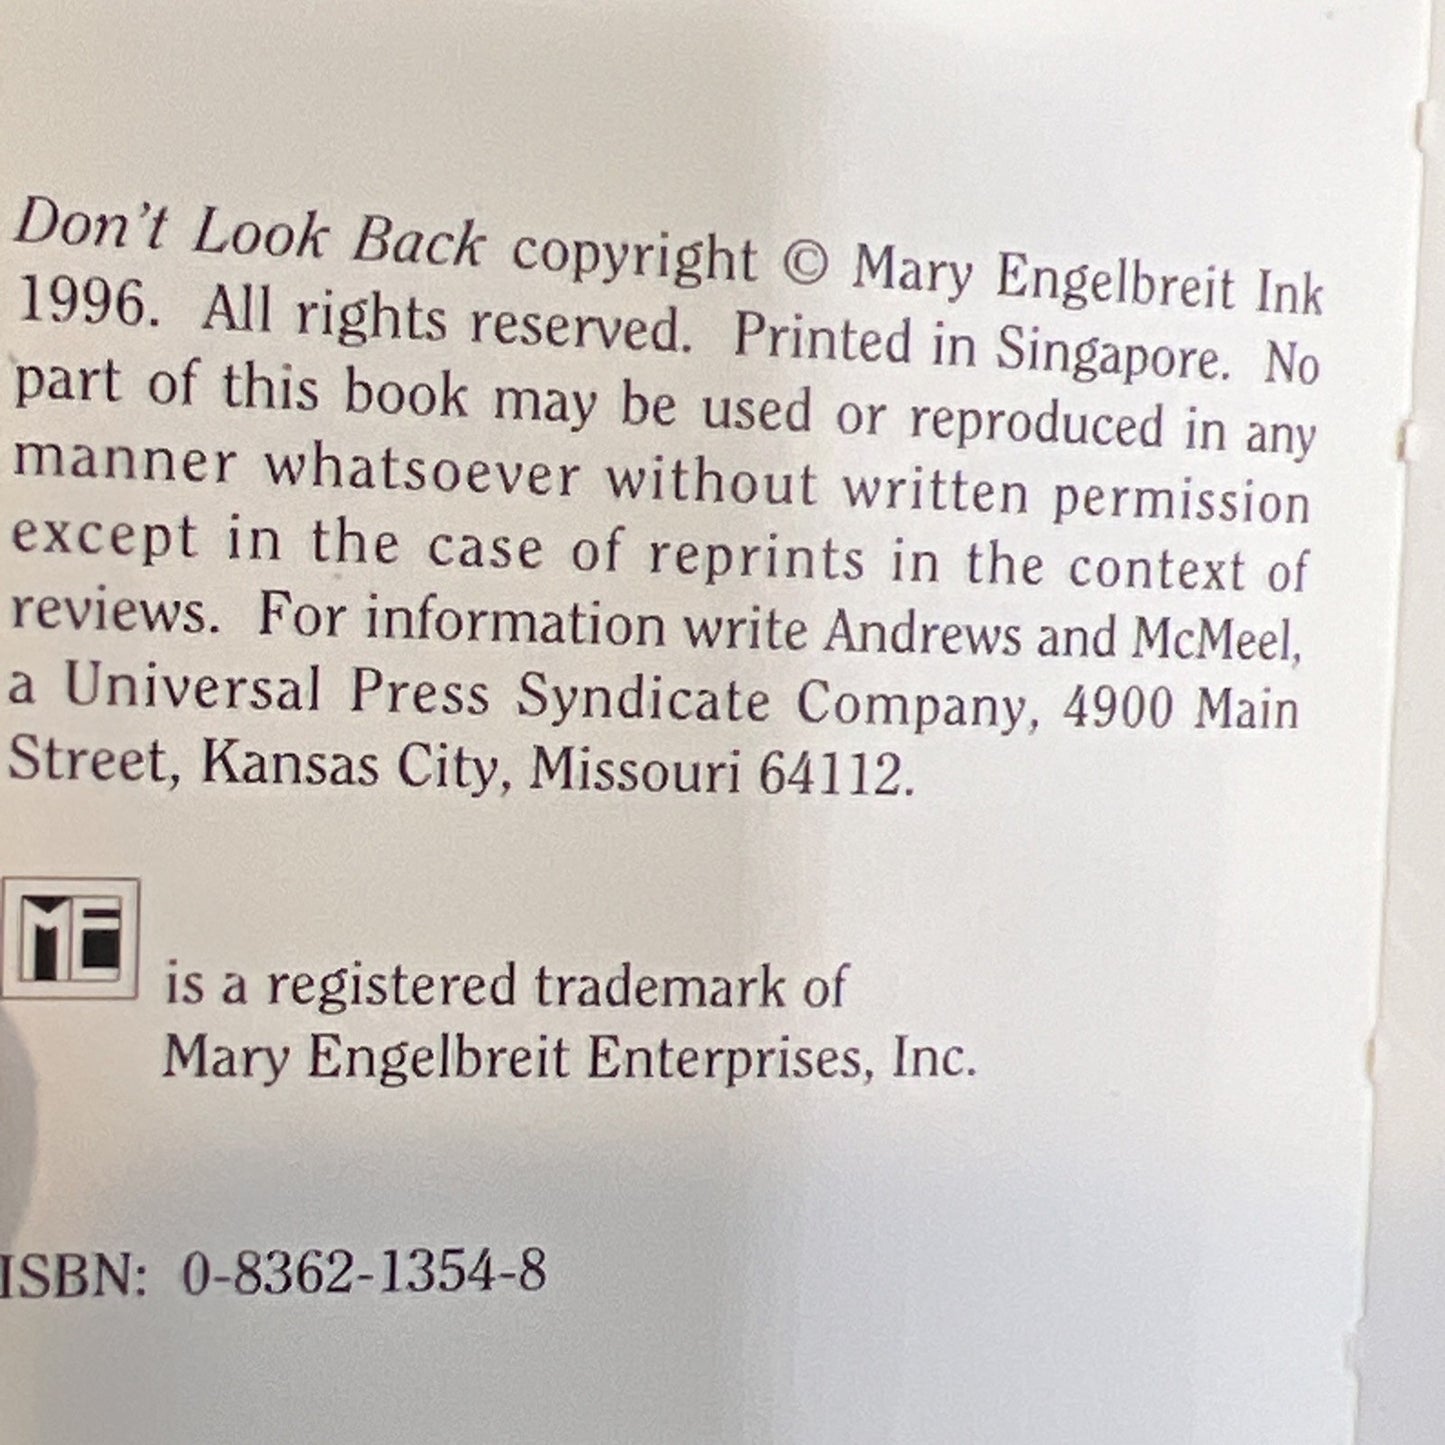 Don't Look Back copyright © Mary Engelbreit Ink
1996. All rights reserved. Printed in Singapore. No
part of this book may be used or reproduced in any
manner whatsoever without written permission
except in the case of reprints in the context of
reviews. For information write Andrews and McMeel,
a Universal Press Syndicate Company, 4900 Main
Street, Kansas City, Missouri 64112.
ME
is a registered trademark of
Mary Engelbreit Enterprises, Inc.
ISBN: 0-8362-1354-8